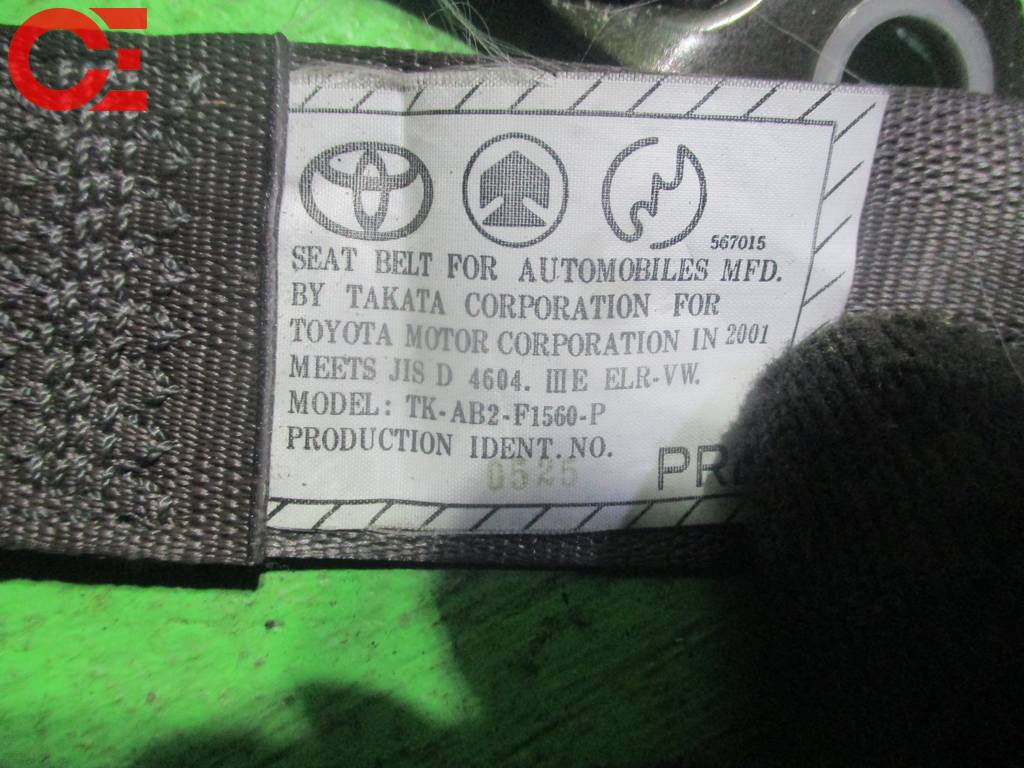 567015
SEAT BELT FOR AUTOMOBILES MFD.
BY TAKATA CORPORATION FOR
TOYOTA MOTOR CORPORATION IN 2001
MEETS JIS D 4604. ⅢE ELR-VW.
MODEL: TK-AB2-F1560-P
PRODUCTION IDENT. NO.
0525